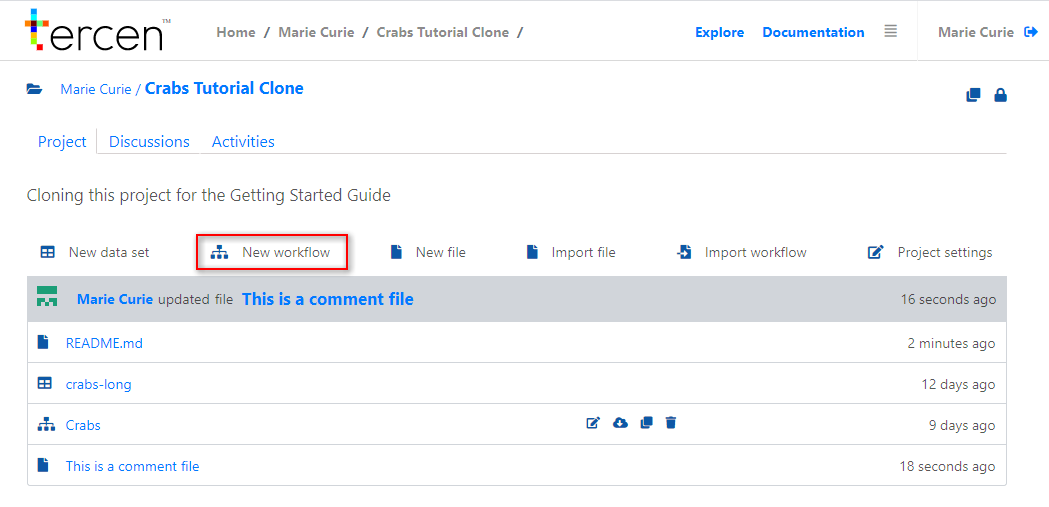 tercen™
Home / Marie Curie / Crabs Tutorial Clone / Explore Documentation Marie Curie
Marie Curie / Crabs Tutorial Clone
Project Discussions Activities
Cloning this project for the Getting Started Guide
New data set New workflow New file Import file Import workflow Project settings
Marie Curie updated file This is a comment file 16 seconds ago
README.md 2 minutes ago
crabs-long 12 days ago
Crabs 9 days ago
This is a comment file 18 seconds ago